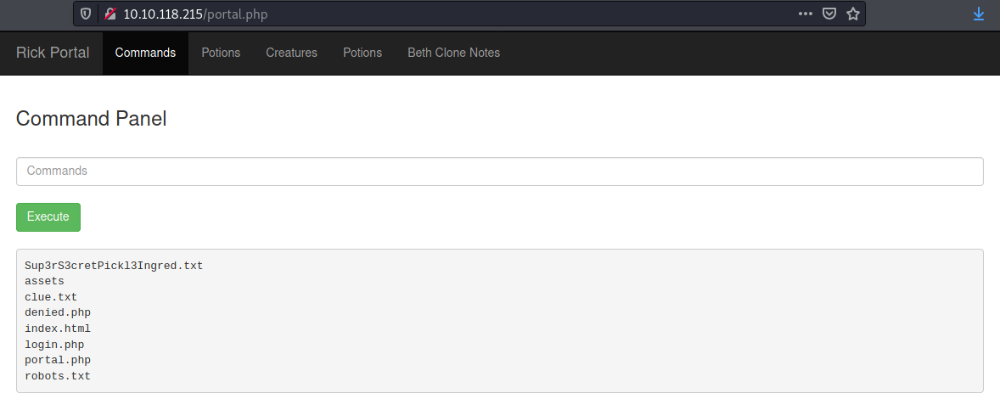 10.10.118.215/portal.php
Rick Portal Commands Potions Creatures Potions Beth Clone Notes
Command Panel
Commands
Execute
Sup3rS3cretPickl3Ingred.txt
assets
clue.txt
denied.php
index.html
login.php
portal.php
robots.txt